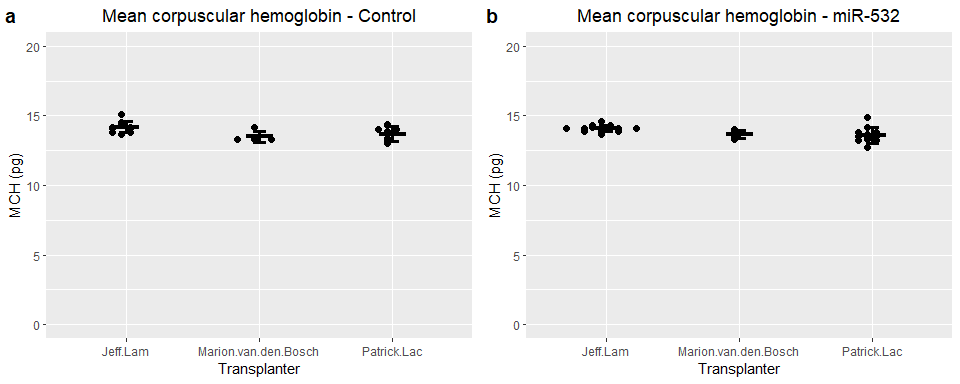 a
Mean corpuscular hemoglobin - Control
MCH (pg)
20
15
10
5
0
Jeff.Lam
Marion.van.den.Bosch
Patrick.Lac
Transplanter
b
Mean corpuscular hemoglobin - miR-532
MCH (pg)
20
15
10
5
0
Jeff.Lam
Marion.van.den.Bosch
Patrick.Lac
Transplanter